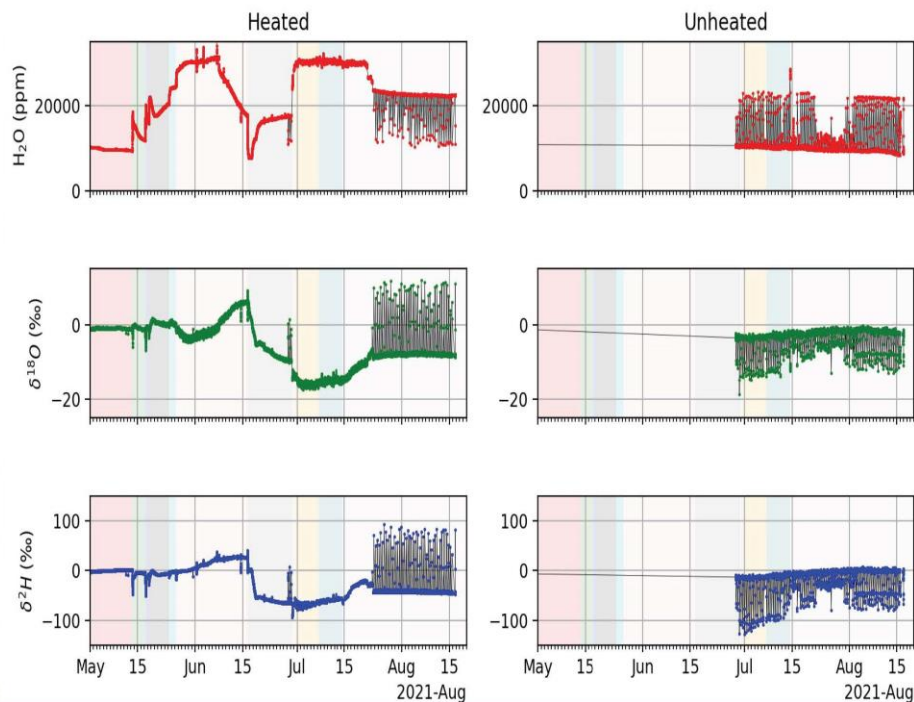 Heated Unheated
H₂O (ppm)
20000 20000
0 0
δ¹⁸O (‰)
0 0
−20 −20
δ²H (‰)
100 100
0 0
−100 −100
May 15 Jun 15 Jul 15 Aug 15 May 15 Jun 15 Jul 15 Aug 15
2021-Aug 2021-Aug